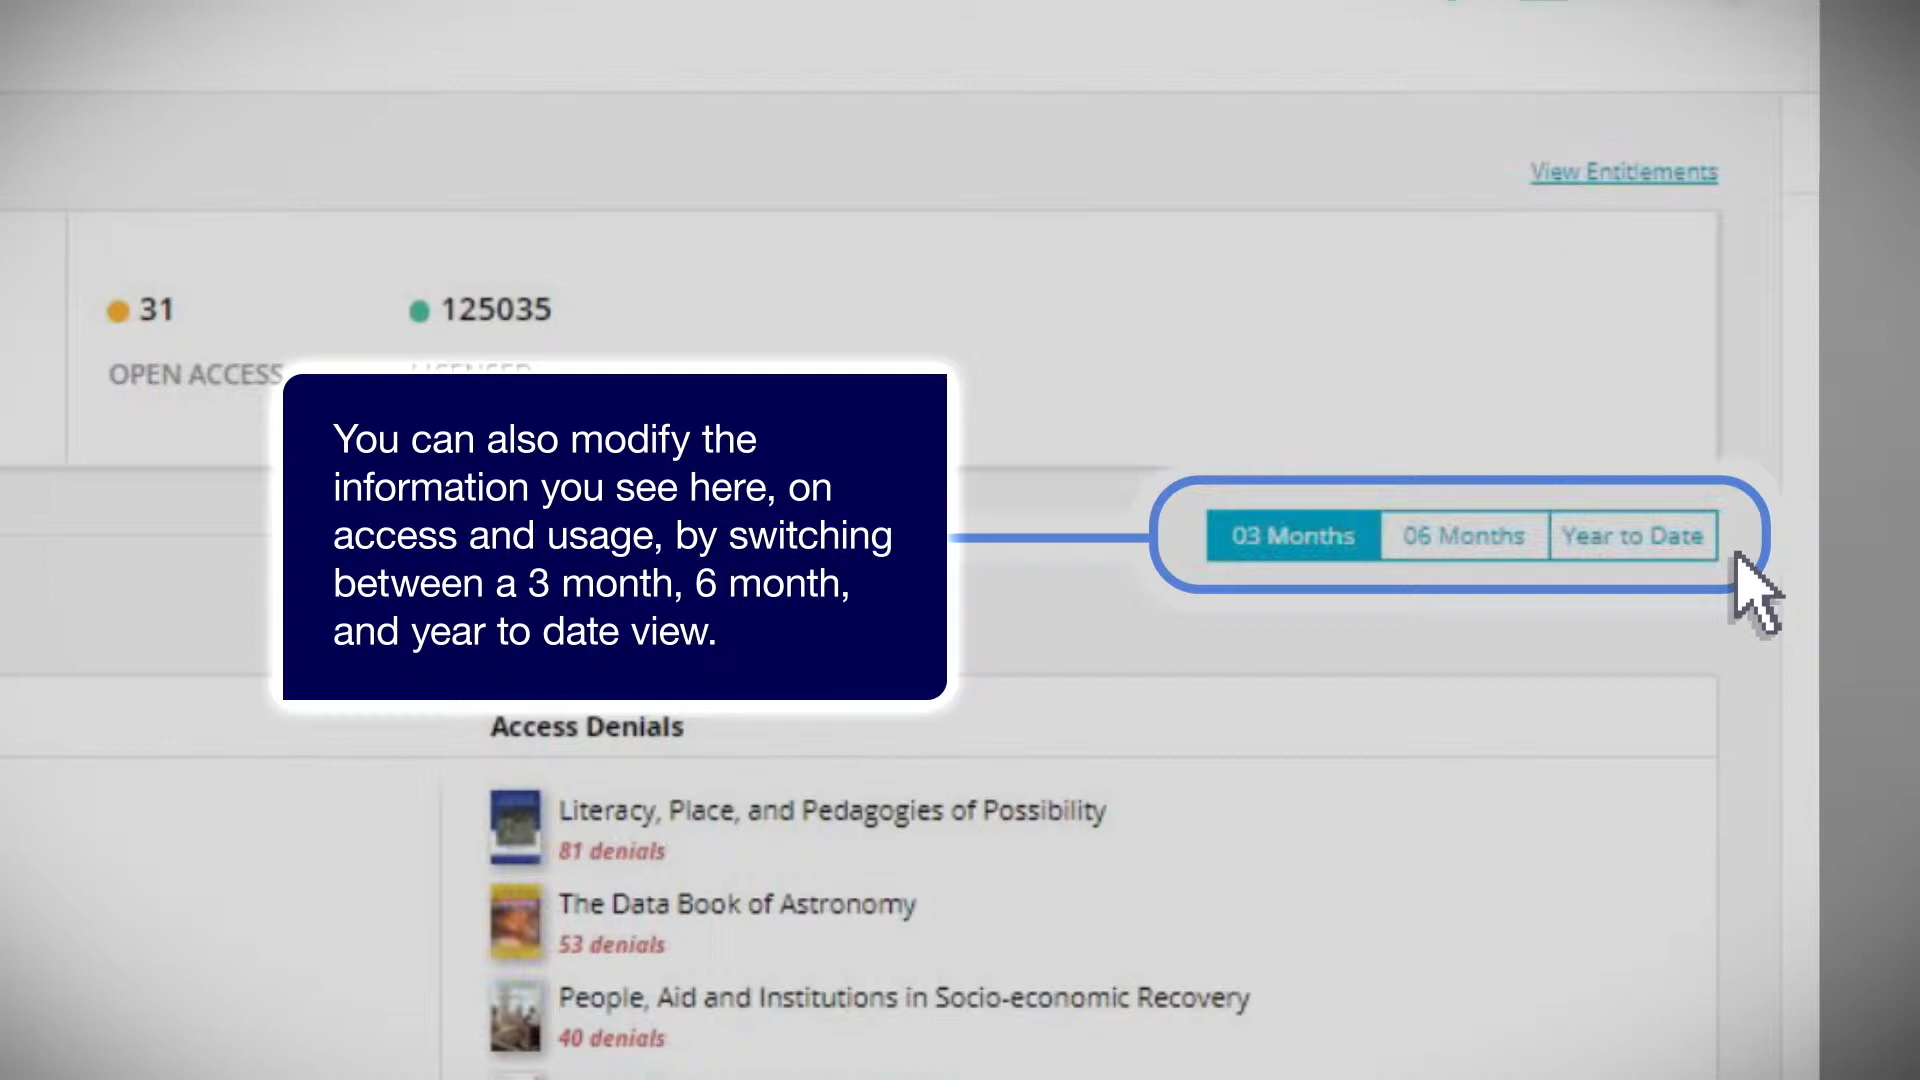 View Entitlements
31
125035
OPEN ACCESS
You can also modify the
information you see here, on
access and usage, by switching
between a 3 month, 6 month,
and year to date view.
03 Months
06 Months
Year to Date
Access Denials
Literacy, Place, and Pedagogies of Possibility
81 denials
The Data Book of Astronomy
53 denials
People, Aid and Institutions in Socio-economic Recovery
40 denials